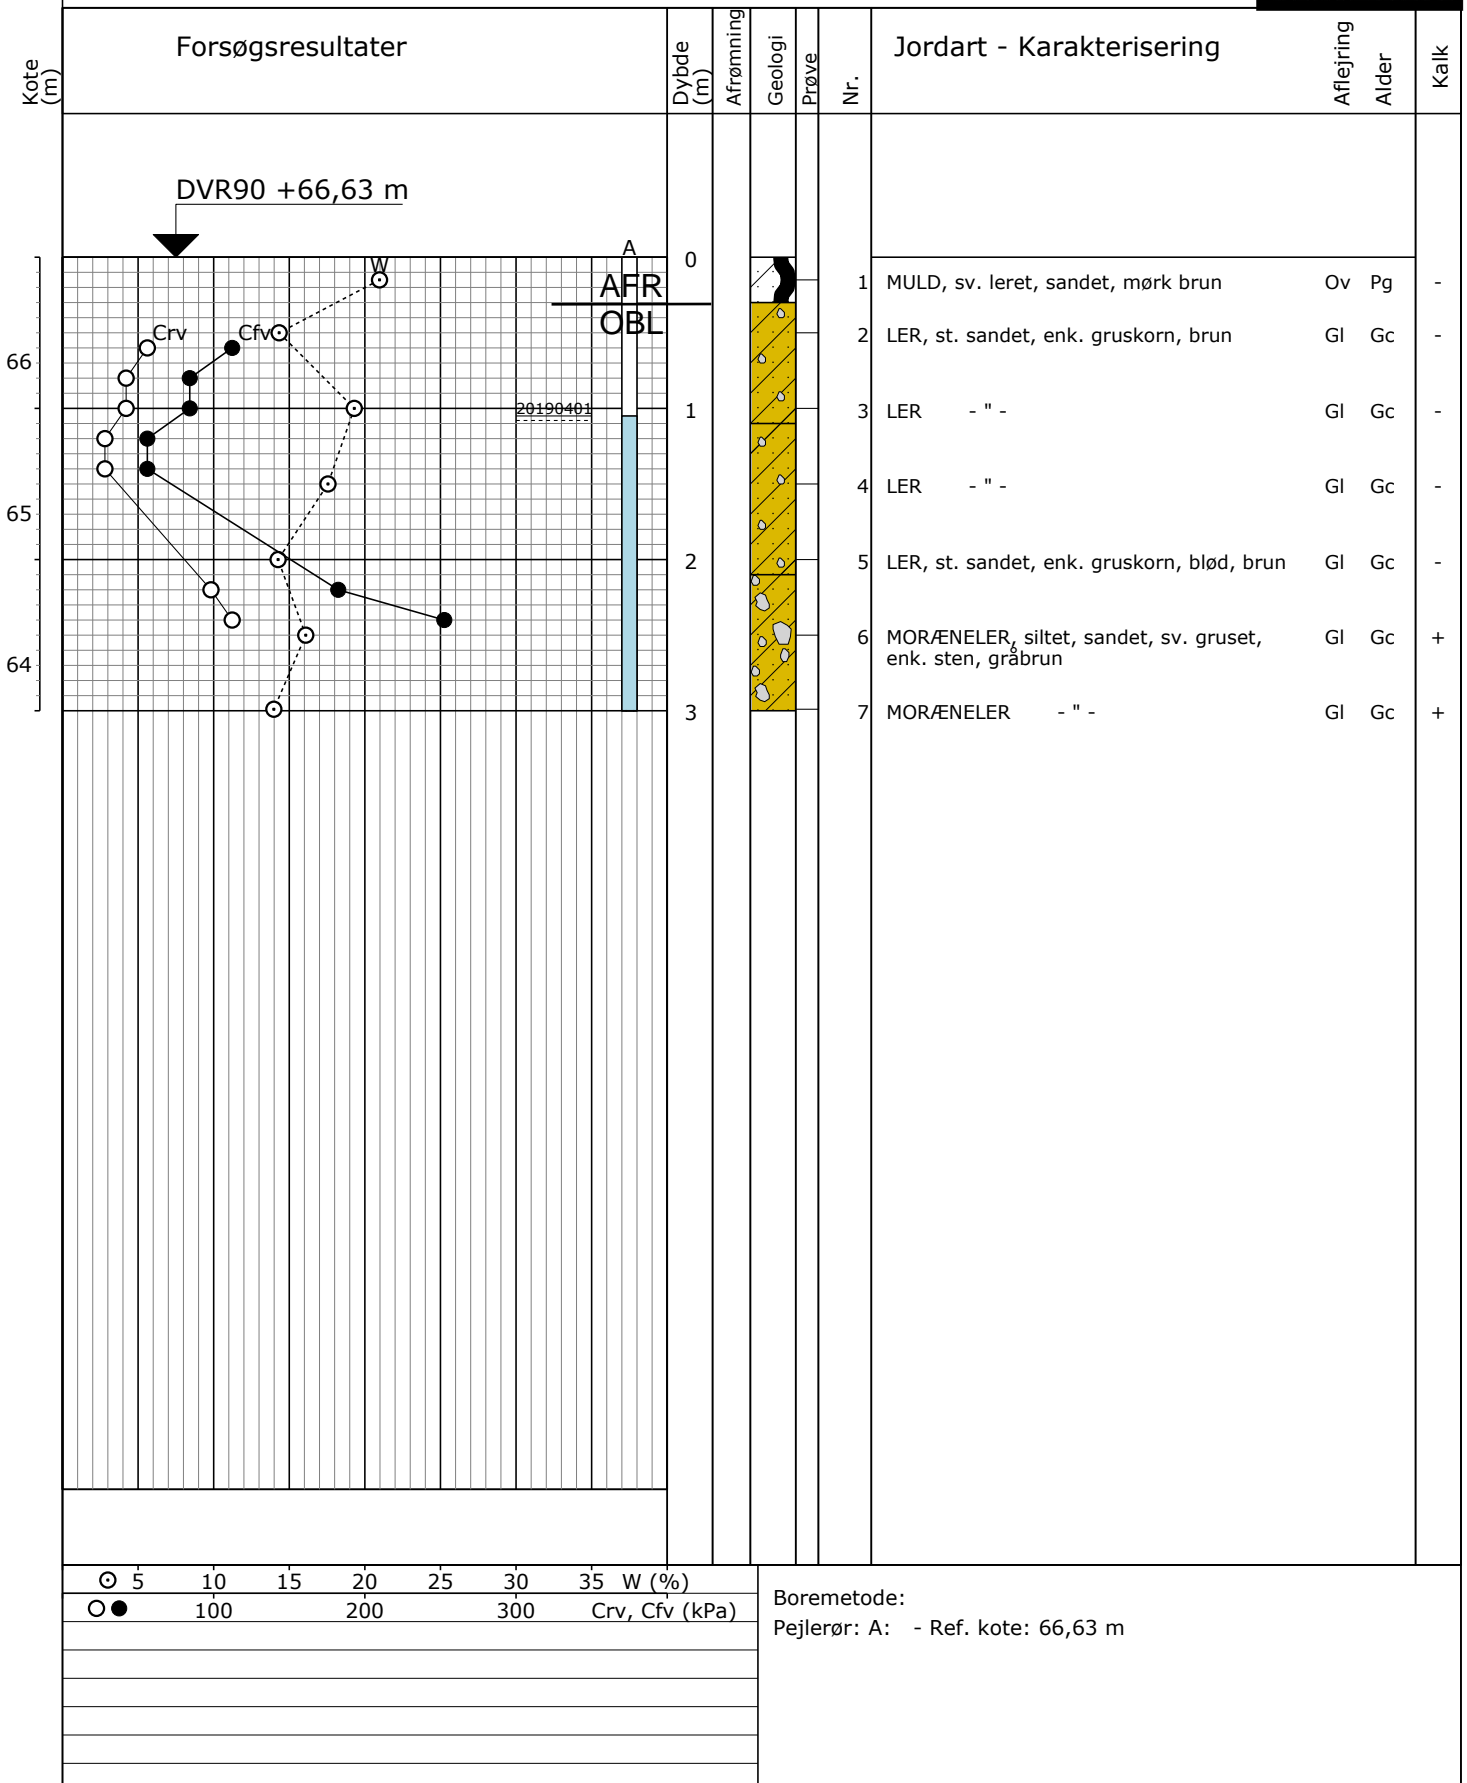 Kote (m)
Forsøgsresultater
Dybde (m)
Afrømning
Geologi
Prøve
Nr.
Jordart - Karakterisering
Aflejring
Alder
Kalk
DVR90 +66,63 m
A
0
W
AFR
1 MULD, sv. leret, sandet, mørk brun Ov Pg -
OBL
Crv Cfv
2 LER, st. sandet, enk. gruskorn, brun Gl Gc -
66
20190401
1
3 LER - " - Gl Gc -
4 LER - " - Gl Gc -
65
2
5 LER, st. sandet, enk. gruskorn, blød, brun Gl Gc -
6 MORÆNELER, siltet, sandet, sv. gruset, Gl Gc +
enk. sten, gråbrun
64
3
7 MORÆNELER - " - Gl Gc +
5 10 15 20 25 30 35 W (%)
100 200 300 Crv, Cfv (kPa)
Boremetode:
Pejlerør: A: - Ref. kote: 66,63 m